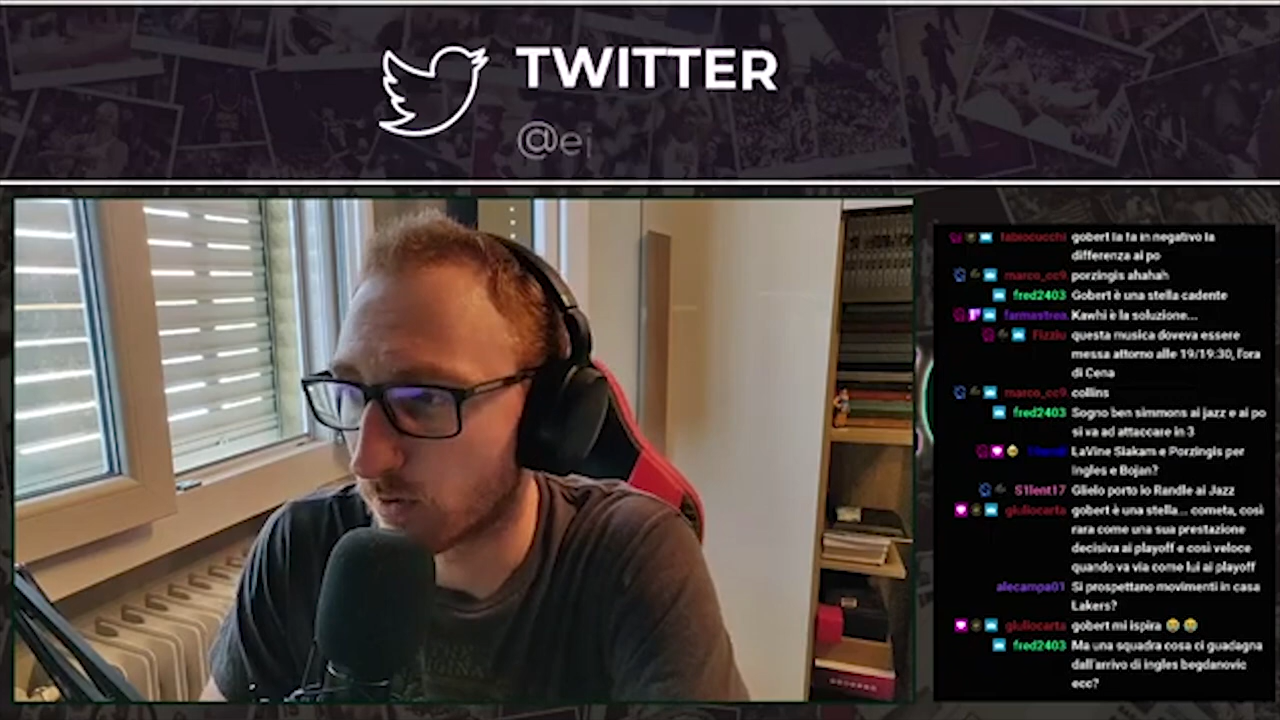 TWITTER
@ei
fabiocucchi gobert la fa in negativo la
differenza ai po
marco_cc9 porzingis ahahah
fred2403 Gobert è una stella cadente
farmastrea Kawhi è la soluzione...
Fizziu questa musica doveva essere
messa attorno alle 19/19:30, l'ora
di Cena
marco_cc9 collins
fred2403 Sogno ben simmons ai jazz e ai po
si va ad attaccare in 3
LaVine Siakam e Porzingis per
Ingles e Bojan?
S1lent17 Glielo porto io Randle ai Jazz
giuliocarta gobert è una stella... cometa, così
rara come una sua prestazione
decisiva ai playoff e così veloce
quando va via come lui ai playoff
alecampa01 Si prospettano movimenti in casa
Lakers?
giuliocarta gobert mi ispira 😭 😭
fred2403 Ma una squadra cosa ci guadagna
dall'arrivo di ingles begdanovic
ecc?